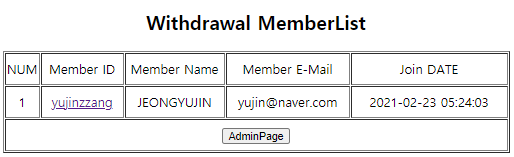 Withdrawal MemberList
NUM Member ID Member Name Member E-Mail Join DATE
1 yujinzzang JEONGYUJIN yujin@naver.com 2021-02-23 05:24:03
AdminPage